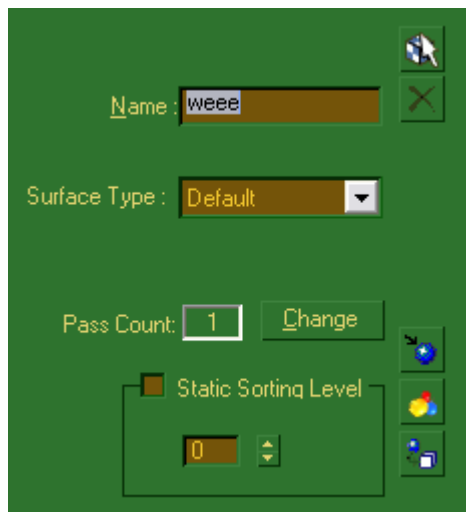 Name : weee
Surface Type : Default
Pass Count: 1 Change
Static Sorting Level
0